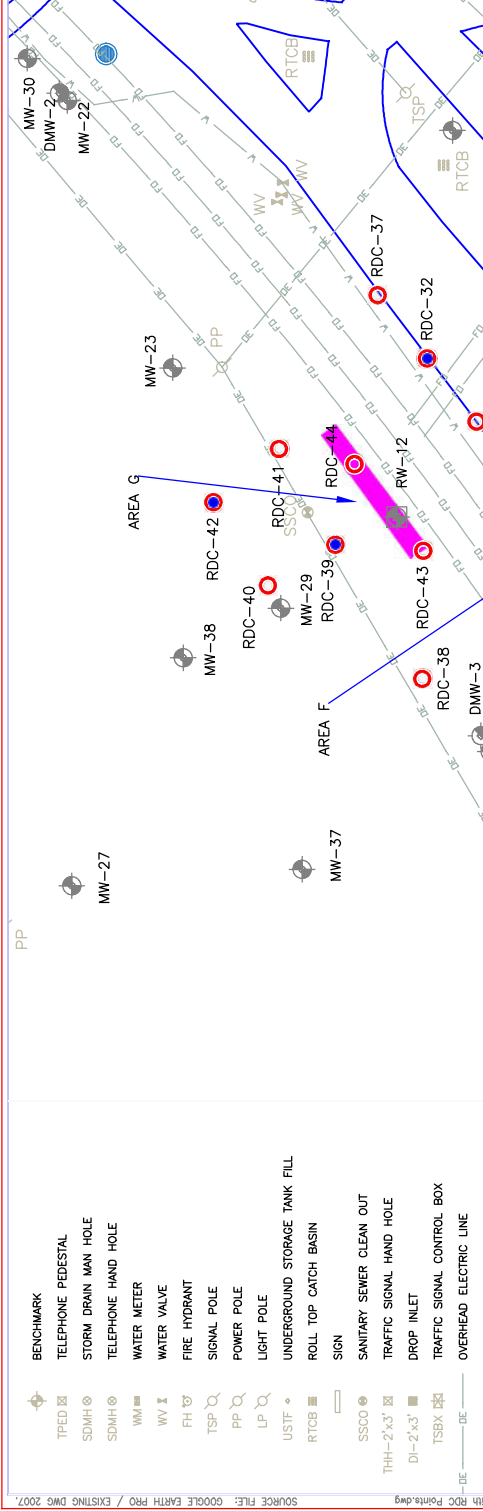 MW-30
DMW-2
MW-22
RTCB
TSP
RTCB
WV
WV
WV
RDC-37
RDC-32
MW-23
PP
AREA G
RDC-42
RDC-41
SSCO
RDC-44
RW-12
RDC-39
RDC-40
MW-29
RDC-43
MW-38
AREA F
RDC-38
DMW-3
MW-27
MW-37
PP
BENCHMARK
TPED TELEPHONE PEDESTAL
SDMH STORM DRAIN MAN HOLE
SDMH TELEPHONE HAND HOLE
WM WATER METER
WV WATER VALVE
FH FIRE HYDRANT
TSP SIGNAL POLE
PP POWER POLE
LP LIGHT POLE
USTF UNDERGROUND STORAGE TANK FILL
RTCB ROLL TOP CATCH BASIN
SIGN
SSCO SANITARY SEWER CLEAN OUT
THH-2'x3' TRAFFIC SIGNAL HAND HOLE
DI-2'x3' DROP INLET
TSBX TRAFFIC SIGNAL CONTROL BOX
OE OVERHEAD ELECTRIC LINE
SOURCE FILE: GOOGLE EARTH PRO / EXISTING DWG 2007.
ith RDC Points.dwg